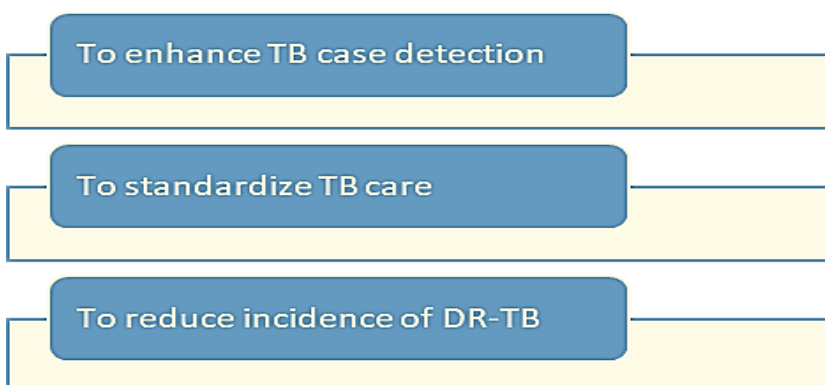 To enhance TB case detection
To standardize TB care
To reduce incidence of DR-TB